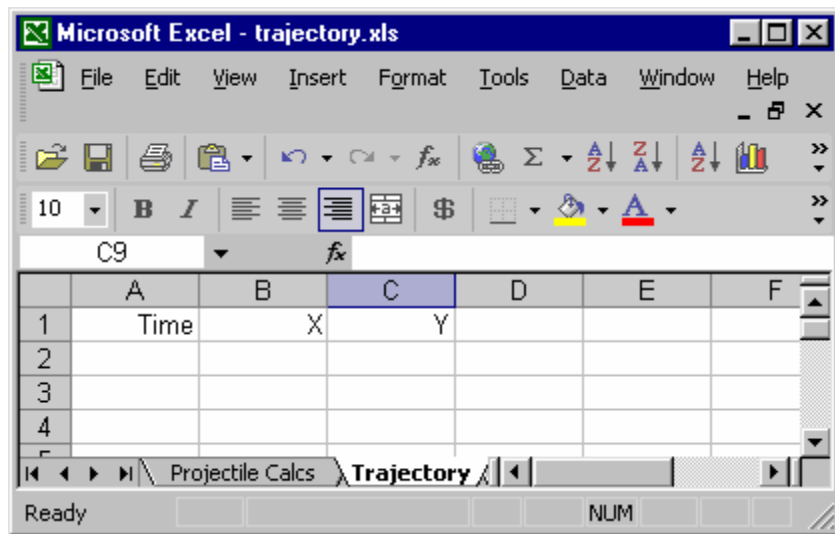 Microsoft Excel - trajectory.xls
File Edit View Insert Format Tools Data Window Help
10 B I $ A
C9 fx
A B C D E F
1 Time X Y
2
3
4
Projectile Calcs Trajectory
Ready NUM